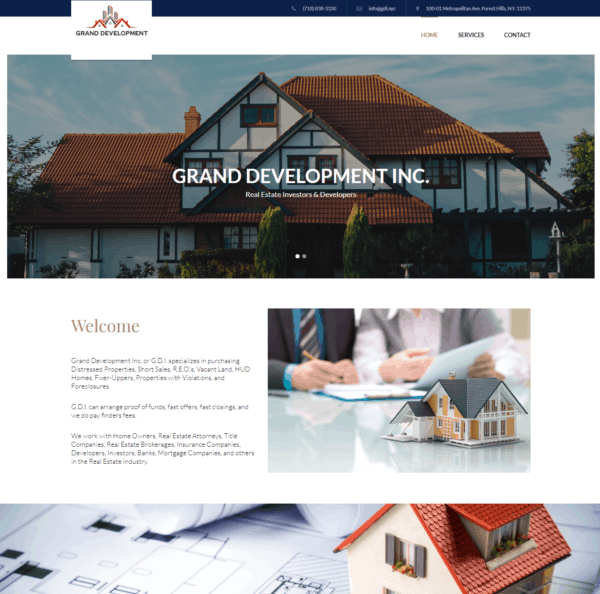 (718) 808-3330 info@gdi.nyc 100-01 Metropolitan Ave. Forest Hills, N.Y. 11375
GRAND DEVELOPMENT
HOME SERVICES CONTACT
GRAND DEVELOPMENT INC.
Real Estate Investors & Developers
Welcome
Grand Development Inc. or G.D.I. specializes in purchasing
Distressed Properties, Short Sales, R.E.O's, Vacant Land, HUD
Homes, Fixer-Uppers, Properties with Violations, and
Foreclosures.
G.D.I. can arrange proof of funds, fast offers, fast closings, and
we do pay finders fees.
We work with Home Owners, Real Estate Attorneys, Title
Companies, Real Estate Brokerages, Insurance Companies,
Developers, Investors, Banks, Mortgage Companies, and others
in the Real Estate Industry.